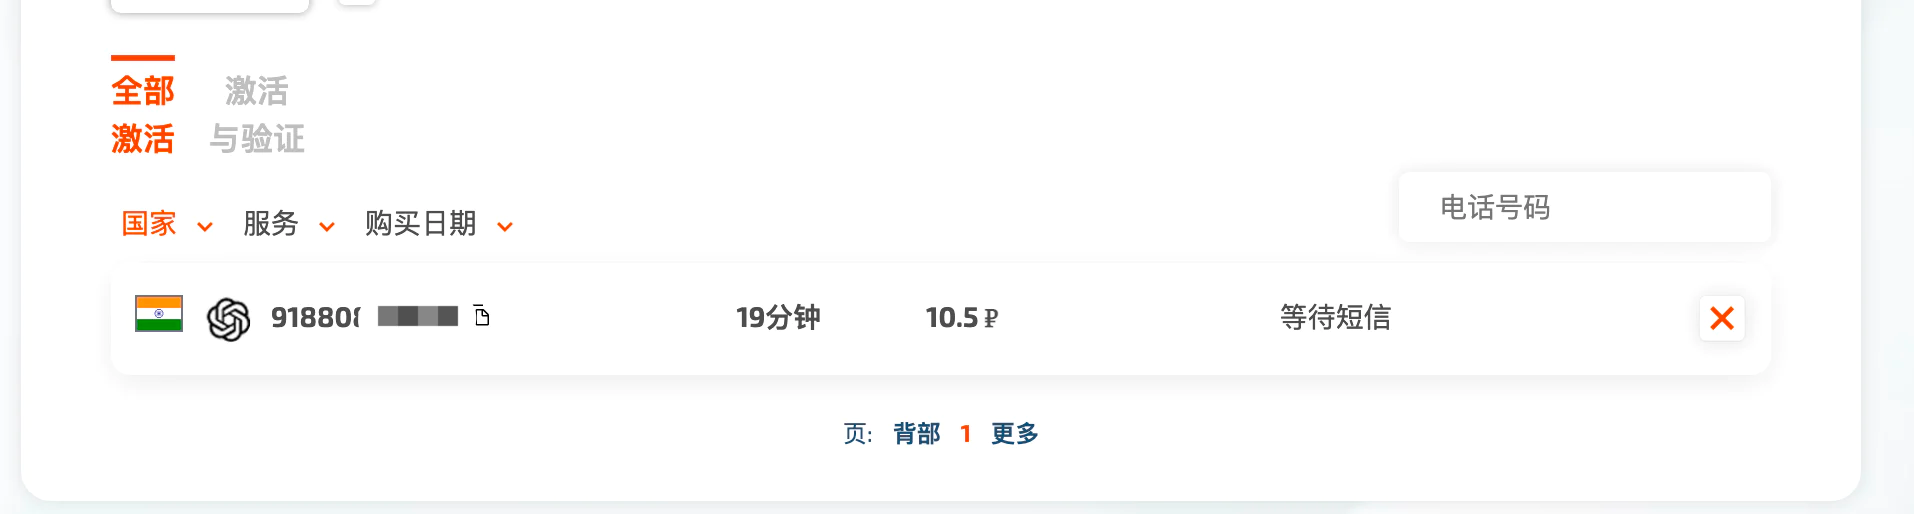 全部
激活
激活
与验证
国家 服务 购买日期
电话号码
91880 19分钟 10.5 ₽ 等待短信
页: 背部 1 更多